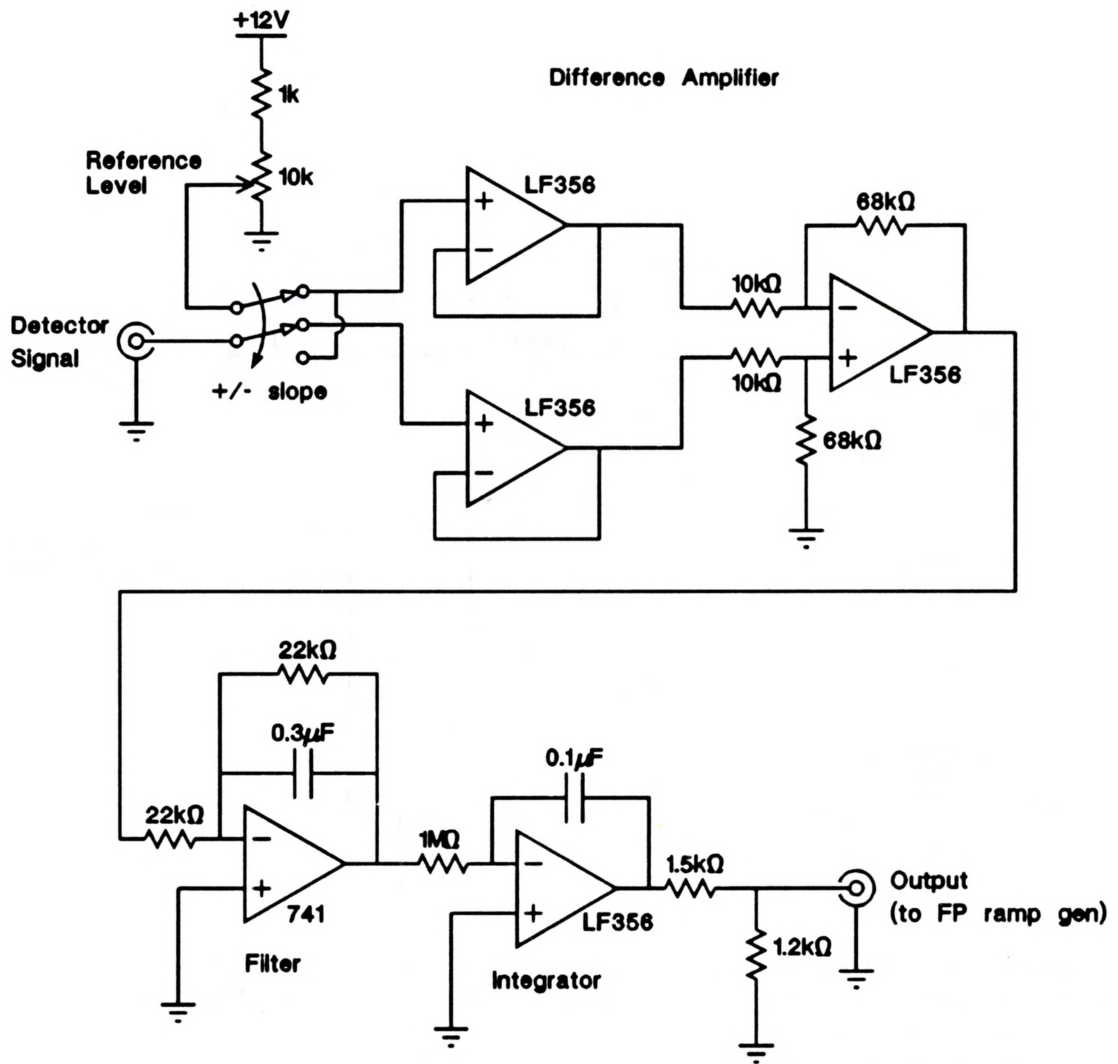 +12V
Difference Amplifier
1k
Reference
Level
10k
LF356
+
−
68kΩ
10kΩ
−
+
LF356
10kΩ
Detector
Signal
+/- slope
LF356
+
−
68kΩ
22kΩ
0.3μF
0.1μF
22kΩ
−
+
741
1MΩ
−
+
LF356
1.5kΩ
Output
(to FP ramp gen)
1.2kΩ
Filter
Integrator